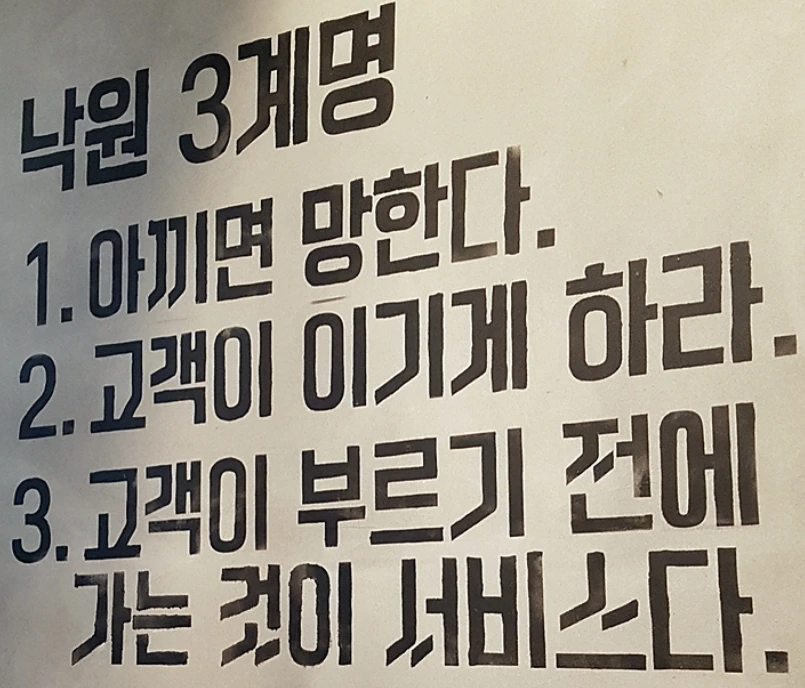 낙원 3계명
1. 아끼면 망한다.
2. 고객이 이기게 하라.
3. 고객이 부르기 전에
가는 것이 서비스다.